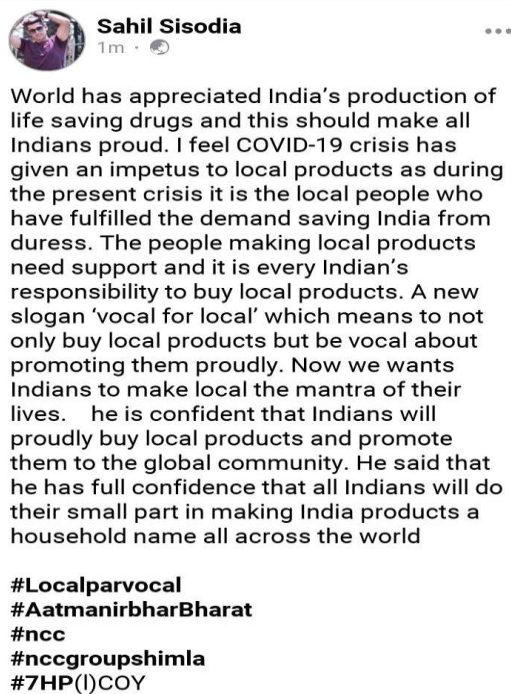 Sahil Sisodia
1m ·
World has appreciated India's production of
life saving drugs and this should make all
Indians proud. I feel COVID-19 crisis has
given an impetus to local products as during
the present crisis it is the local people who
have fulfilled the demand saving India from
duress. The people making local products
need support and it is every Indian's
responsibility to buy local products. A new
slogan ‘vocal for local’ which means to not
only buy local products but be vocal about
promoting them proudly. Now we wants
Indians to make local the mantra of their
lives.    he is confident that Indians will
proudly buy local products and promote
them to the global community. He said that
he has full confidence that all Indians will do
their small part in making India products a
household name all across the world
#Localparvocal
#AatmanirbharBharat
#ncc
#nccgroupshimla
#7HP(l)COY